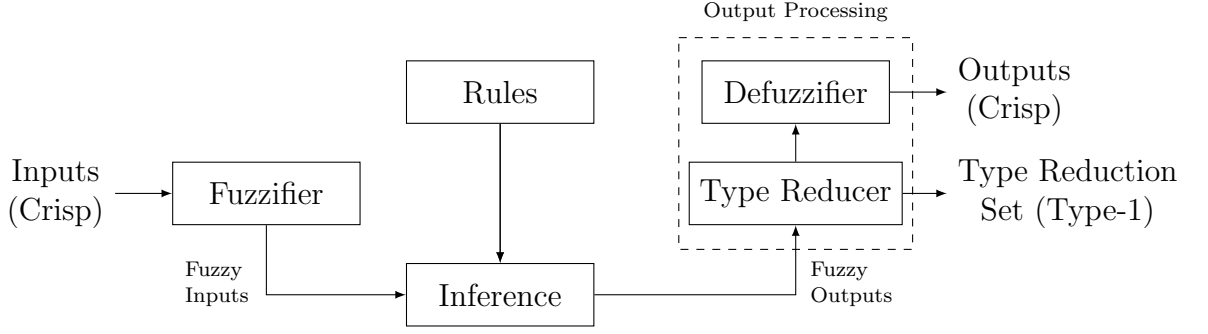 Output Processing
Rules
Defuzzifier
Outputs
(Crisp)
Inputs
(Crisp)
Fuzzifier
Type Reducer
Type Reduction
Set (Type-1)
Fuzzy
Inputs
Inference
Fuzzy
Outputs